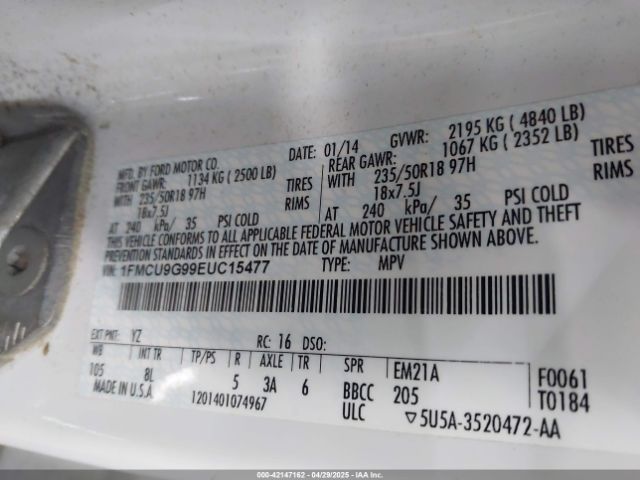 MFD. BY FORD MOTOR CO.
DATE: 01/14 GVWR: 2195 KG ( 4840 LB)
FRONT GAWR: 1134 KG ( 2500 LB)
REAR GAWR: 1067 KG ( 2352 LB)
WITH 235/50R18 97H TIRES
WITH 235/50R18 97H TIRES
18x7.5J RIMS
18x7.5J RIMS
AT 240 kPa/ 35 PSI COLD
AT 240 kPa/ 35 PSI COLD
THIS VEHICLE CONFORMS TO ALL APPLICABLE FEDERAL MOTOR VEHICLE SAFETY AND THEFT
PREVENTION STANDARDS IN EFFECT ON THE DATE OF MANUFACTURE SHOWN ABOVE.
VIN: 1FMCU9G99EUC15477 TYPE: MPV
EXT PNT: YZ RC: 16 DSO:
WB INT TR TP/PS R AXLE TR SPR EM21A F0061
105 8L 5 3A 6 BBCC 205 T0184
MADE IN U.S.A 1201401074967 ULC ▽5U5A-3520472-AA
000-42147162 - 04/29/2025 - IAAI.COM